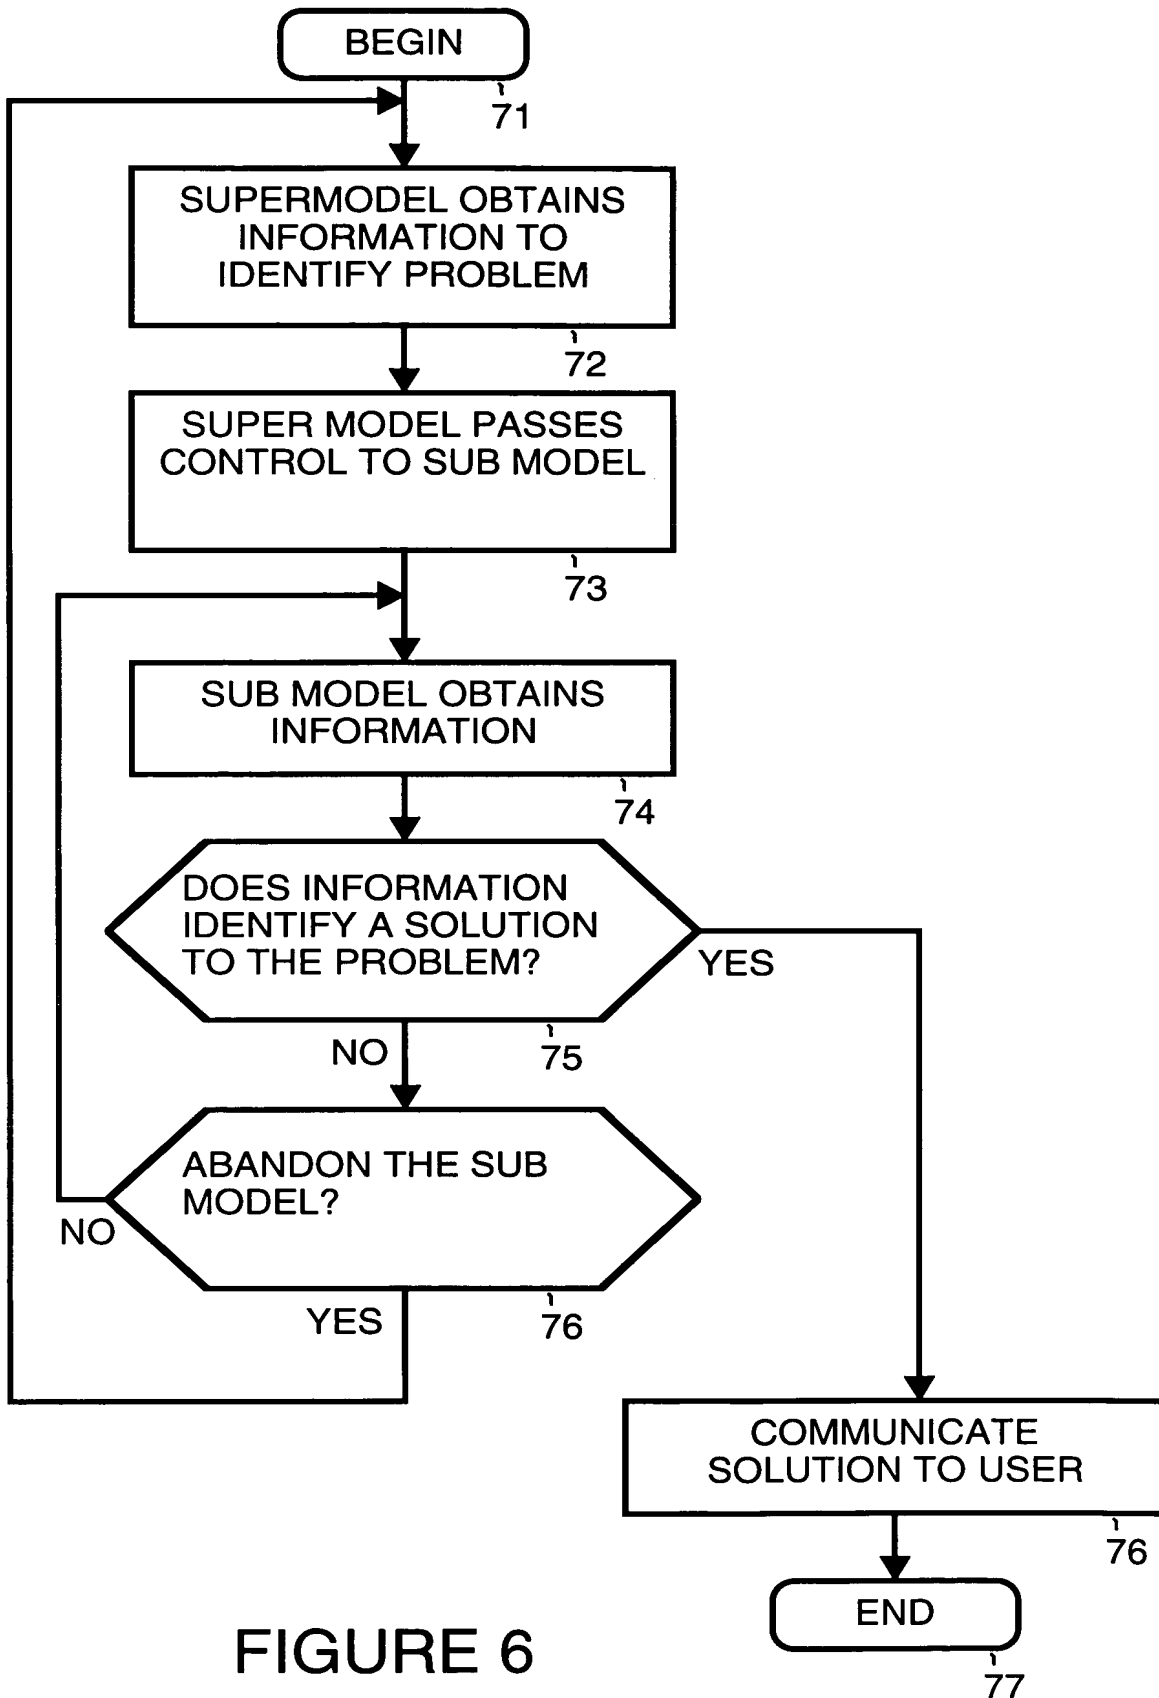 BEGIN
71
SUPERMODEL OBTAINS
INFORMATION TO
IDENTIFY PROBLEM
72
SUPER MODEL PASSES
CONTROL TO SUB MODEL
73
SUB MODEL OBTAINS
INFORMATION
74
DOES INFORMATION
IDENTIFY A SOLUTION
TO THE PROBLEM?
YES
NO
75
ABANDON THE SUB
MODEL?
NO
YES
76
COMMUNICATE
SOLUTION TO USER
76
END
77
FIGURE 6